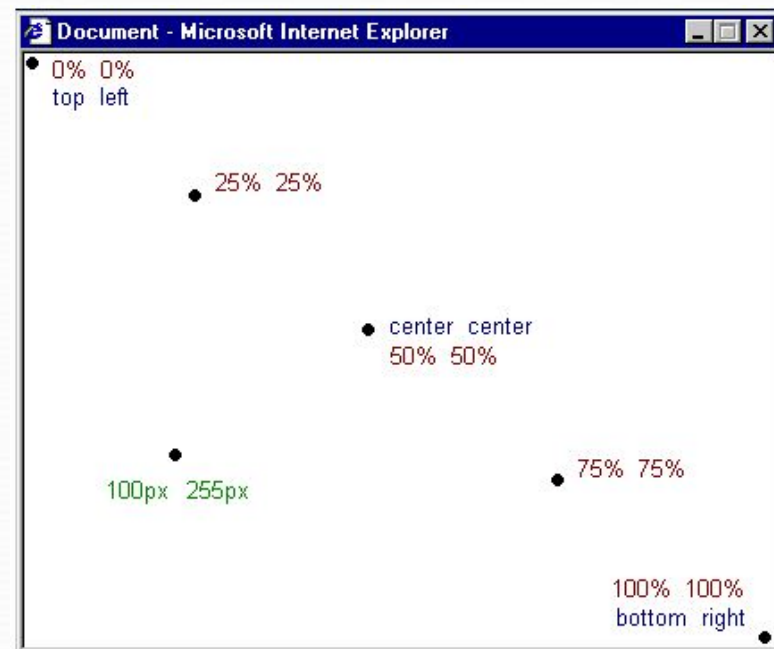 Document - Microsoft Internet Explorer
0% 0%
top left
25% 25%
center center
50% 50%
100px 255px
75% 75%
100% 100%
bottom right